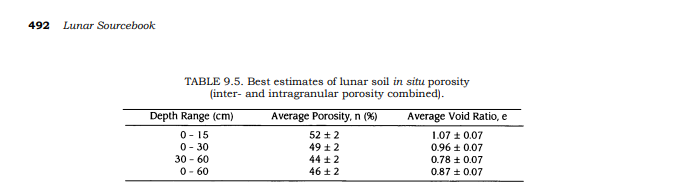 492 Lunar Sourcebook
TABLE 9.5. Best estimates of lunar soil in situ porosity
(inter- and intragranular porosity combined).
Depth Range (cm) Average Porosity, n (%) Average Void Ratio, e
0 - 15 52 ± 2 1.07 ± 0.07
0 - 30 49 ± 2 0.96 ± 0.07
30 - 60 44 ± 2 0.78 ± 0.07
0 - 60 46 ± 2 0.87 ± 0.07